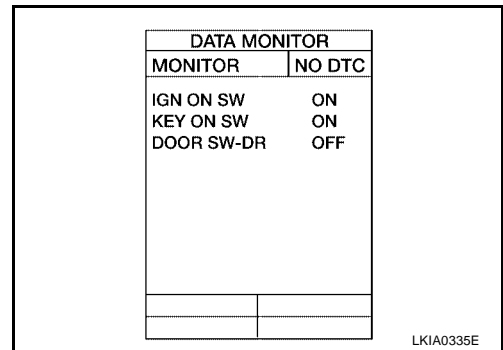 DATA MONITOR
MONITOR NO DTC
IGN ON SW ON
KEY ON SW ON
DOOR SW-DR OFF
LKIA0335E